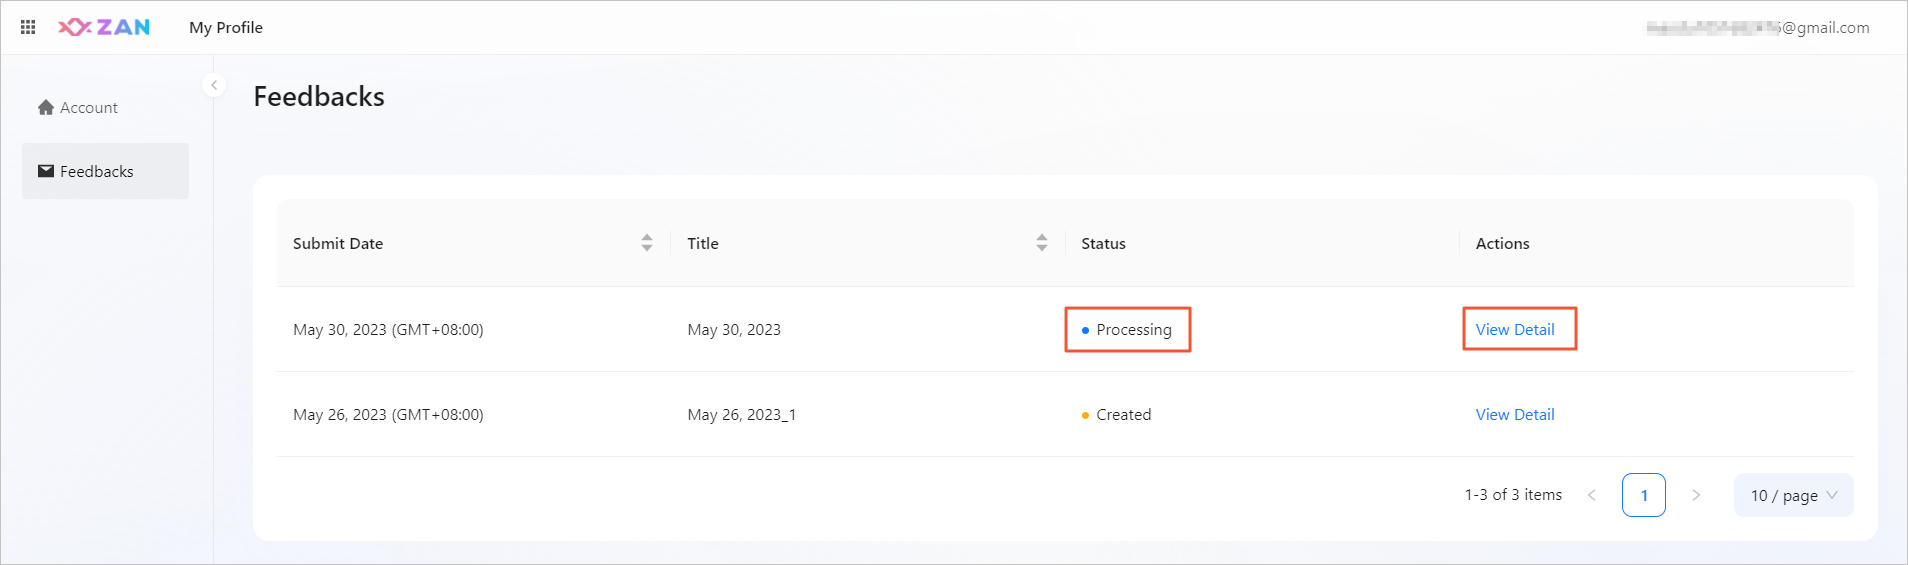 ZAN My Profile @gmail.com
Account
Feedbacks
Feedbacks
Submit Date Title Status Actions
May 30, 2023 (GMT+08:00) May 30, 2023 Processing View Detail
May 26, 2023 (GMT+08:00) May 26, 2023_1 Created View Detail
1-3 of 3 items 1 10 / page